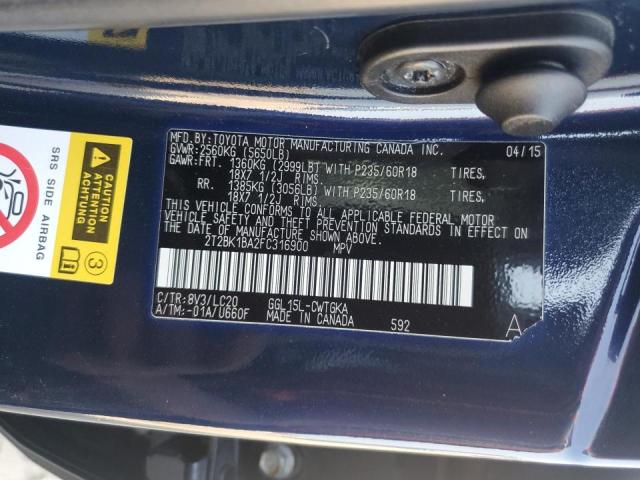 MFD.BY:TOYOTA MOTOR MANUFACTURING CANADA INC. 04/15
GVWR:2560KG (5650LB)
GAWR:FRT. 1360KG (2999LB) WITH P235/60R18 TIRES,
18X7 1/2J RIMS.
RR. 1385KG (3056LB) WITH P235/60R18 TIRES,
18X7 1/2J RIMS.
THIS VEHICLE CONFORMS TO ALL APPLICABLE FEDERAL MOTOR
VEHICLE SAFETY AND THEFT PREVENTION STANDARDS IN EFFECT ON
THE DATE OF MANUFACTURE SHOWN ABOVE.
2T2BK1BA2FC316900 MPV
C/TR:8V3/LC20 GGL15L-CWTGKA
A/TM:-01A/U660F MADE IN CANADA 592 A
SRS SIDE AIRBAG
CAUTION
ATTENTION
3